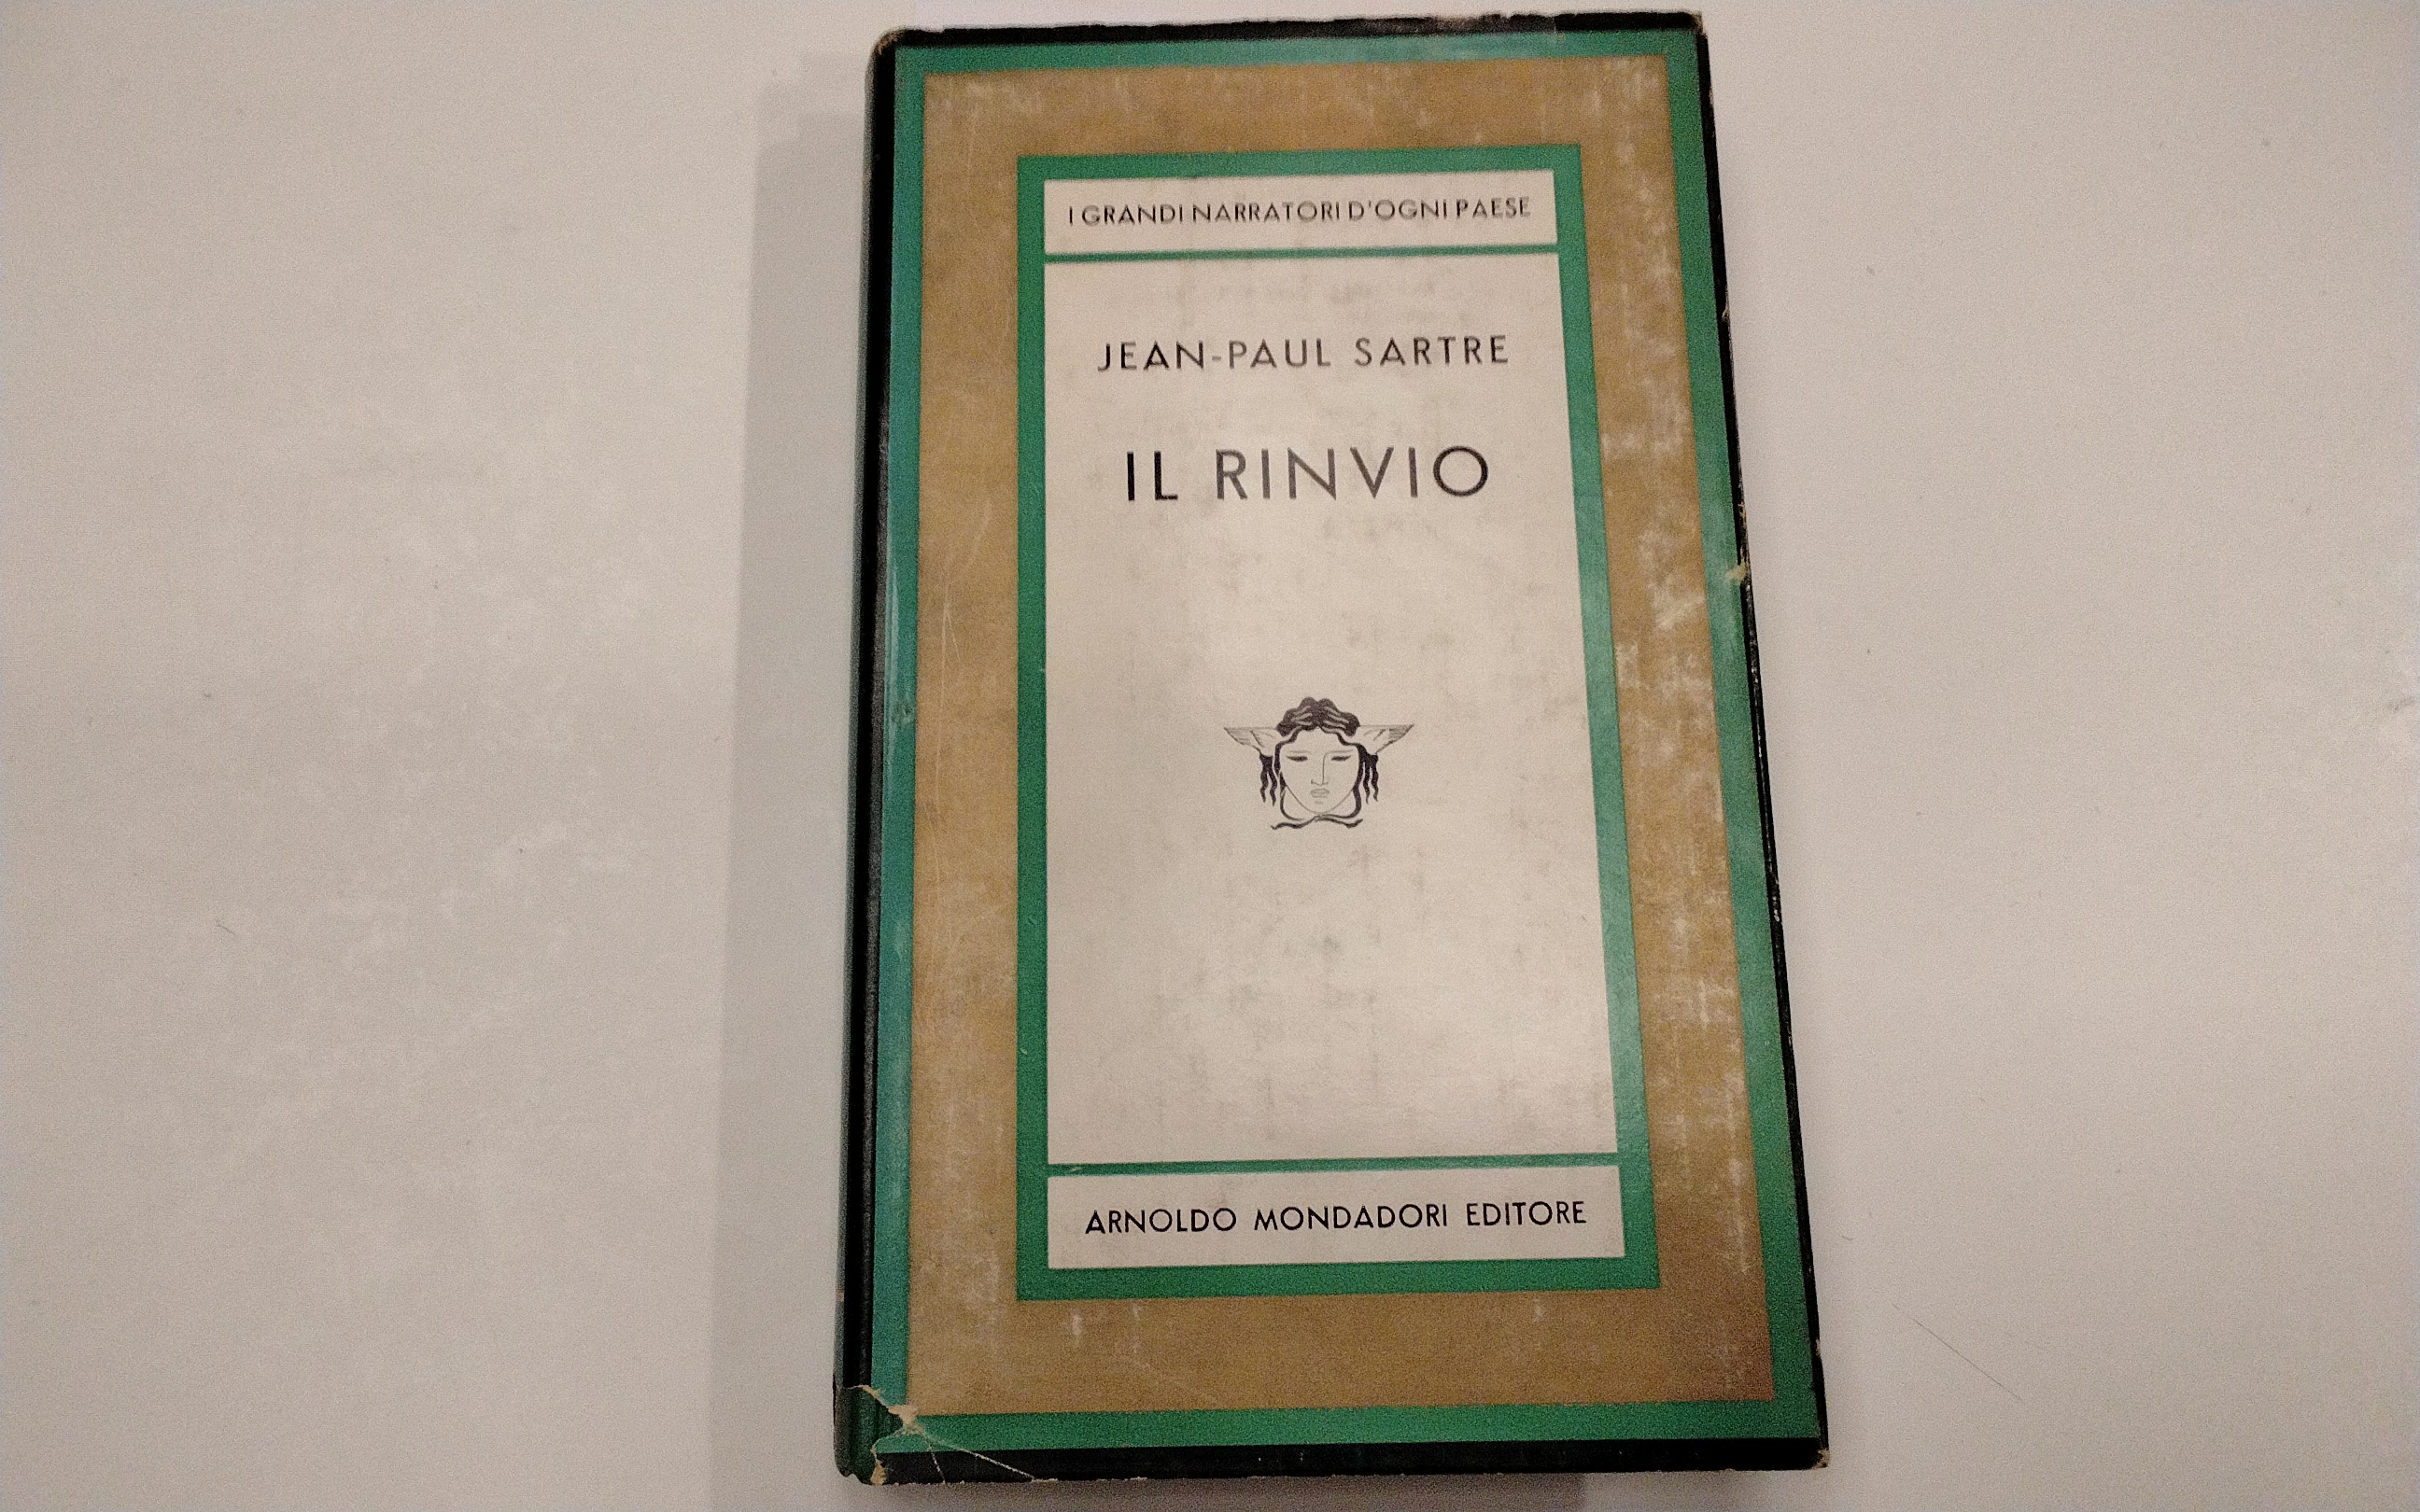 I GRANDI NARRATORI D'OGNI PAESE
JEAN-PAUL SARTRE
IL RINVIO
ARNOLDO MONDADORI EDITORE